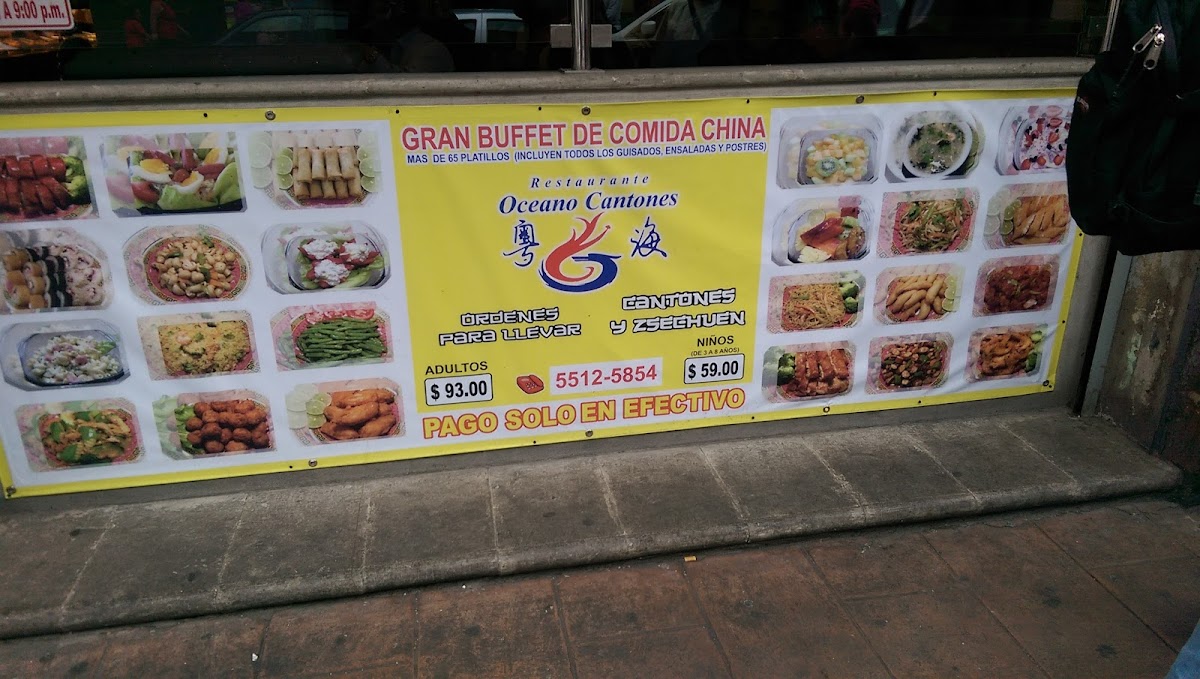 A 9:00 p.m.
GRAN BUFFET DE COMIDA CHINA
MAS DE 65 PLATILLOS (INCLUYEN TODOS LOS GUISADOS, ENSALADAS Y POSTRES)
Restaurante
Oceano Cantones
粵 海
ORDENES
PARA LLEVAR
CANTONES
Y ZSECHUEN
ADULTOS
$ 93.00
5512-5854
NIÑOS
(DE 3 A 8 AÑOS)
$ 59.00
PAGO SOLO EN EFECTIVO